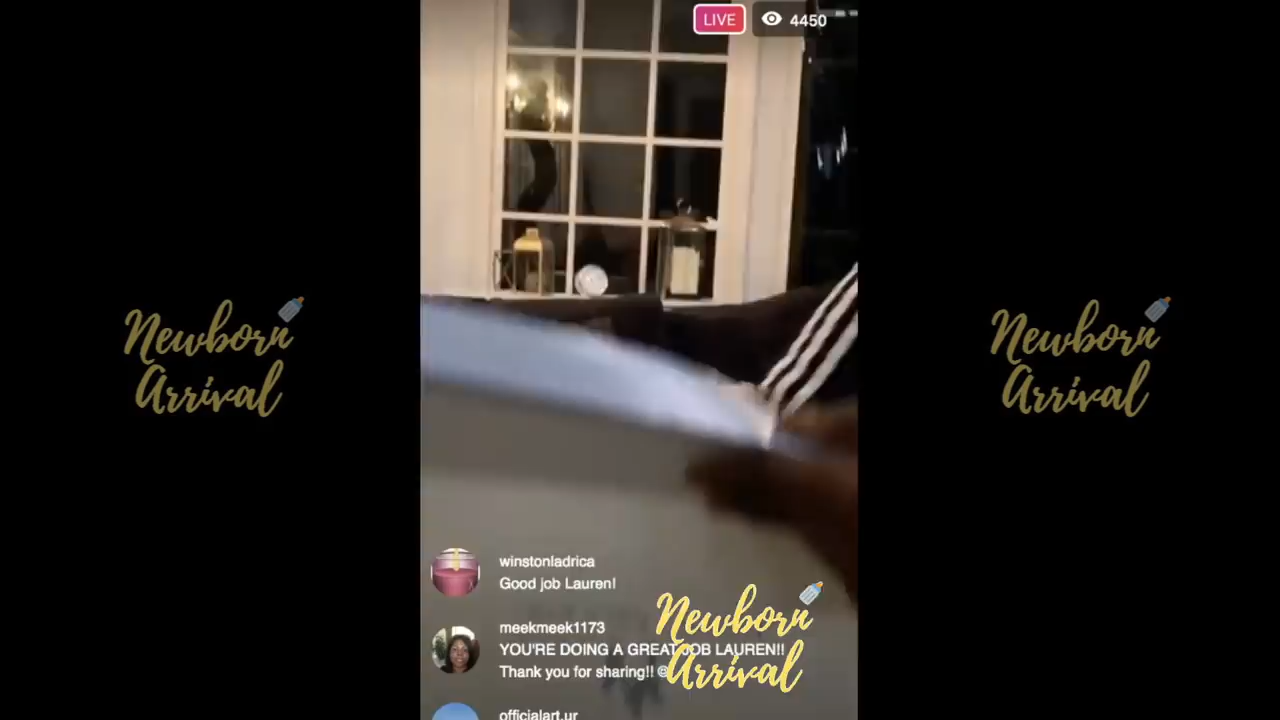 LIVE 4450
Newborn
Arrival
Newborn
Arrival
winstonladrica
Good job Lauren!
meekmeek1173
YOU'RE DOING A GREAT JOB LAUREN!!
Thank you for sharing!!
officialart.ur
Newborn
Arrival